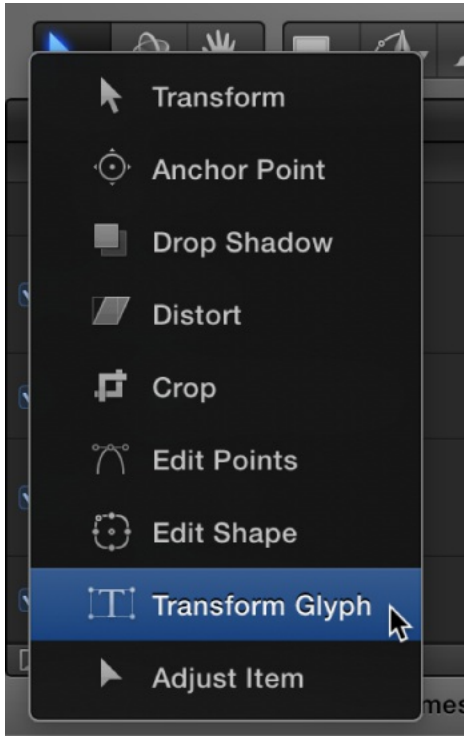 Transform
Anchor Point
Drop Shadow
Distort
Crop
Edit Points
Edit Shape
Transform Glyph
Adjust Item